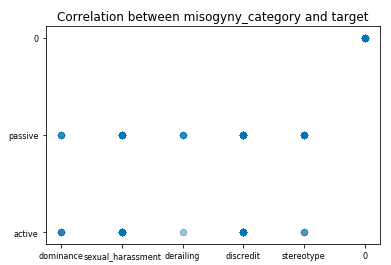 Correlation between misogyny_category and target
0
passive
active
dominance sexual_harassment derailing discredit stereotype 0